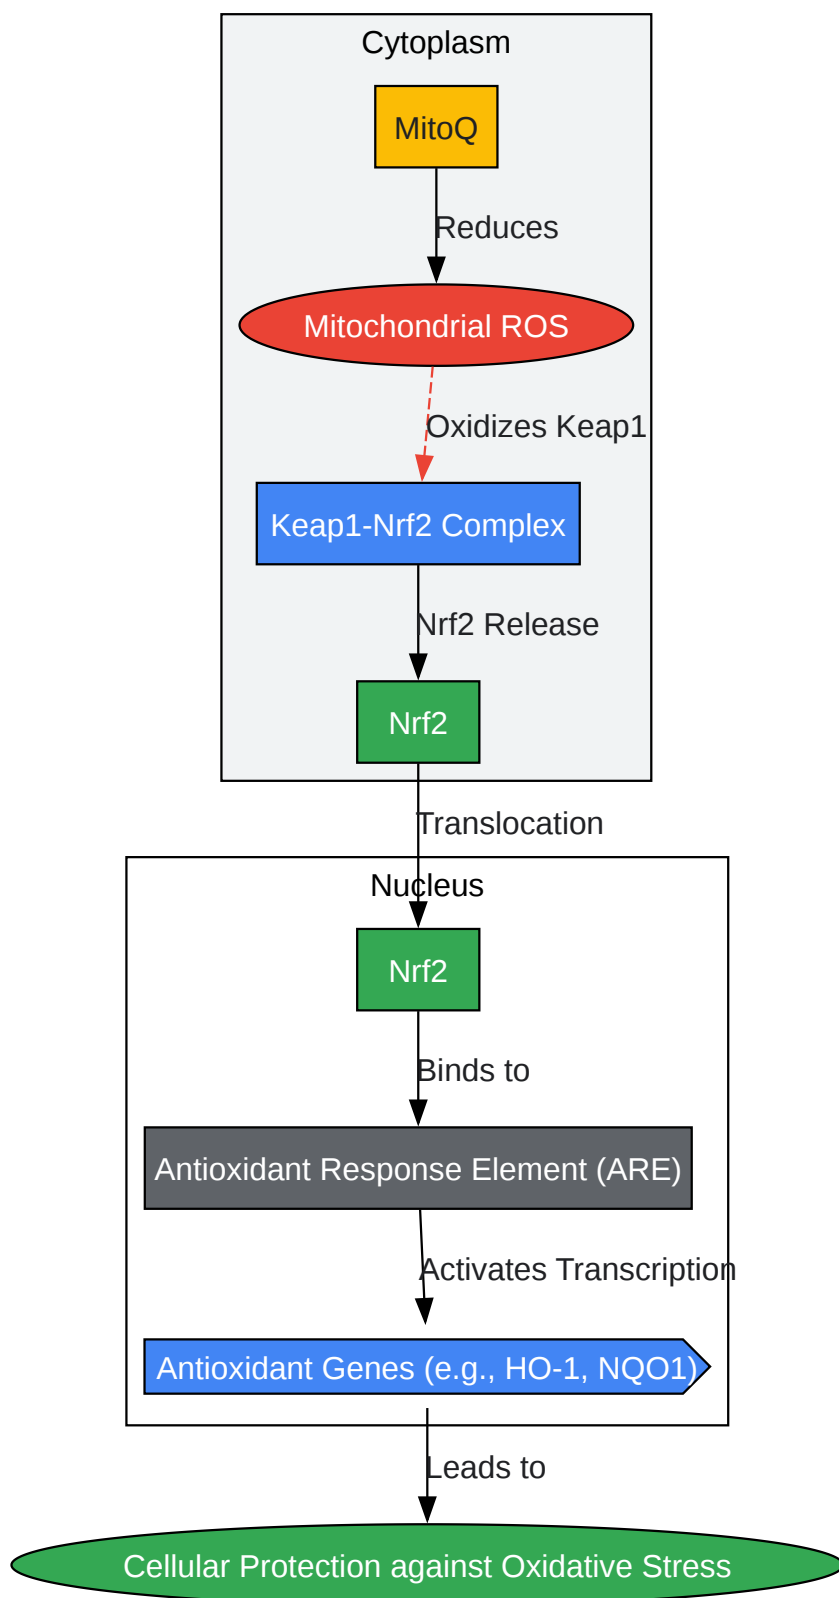 Cytoplasm
MitoQ
Reduces
Mitochondrial ROS
Oxidizes Keap1
Keap1-Nrf2 Complex
Nrf2 Release
Nrf2
Translocation
Nucleus
Nrf2
Binds to
Antioxidant Response Element (ARE)
Activates Transcription
Antioxidant Genes (e.g., HO-1, NQO1)
Leads to
Cellular Protection against Oxidative Stress